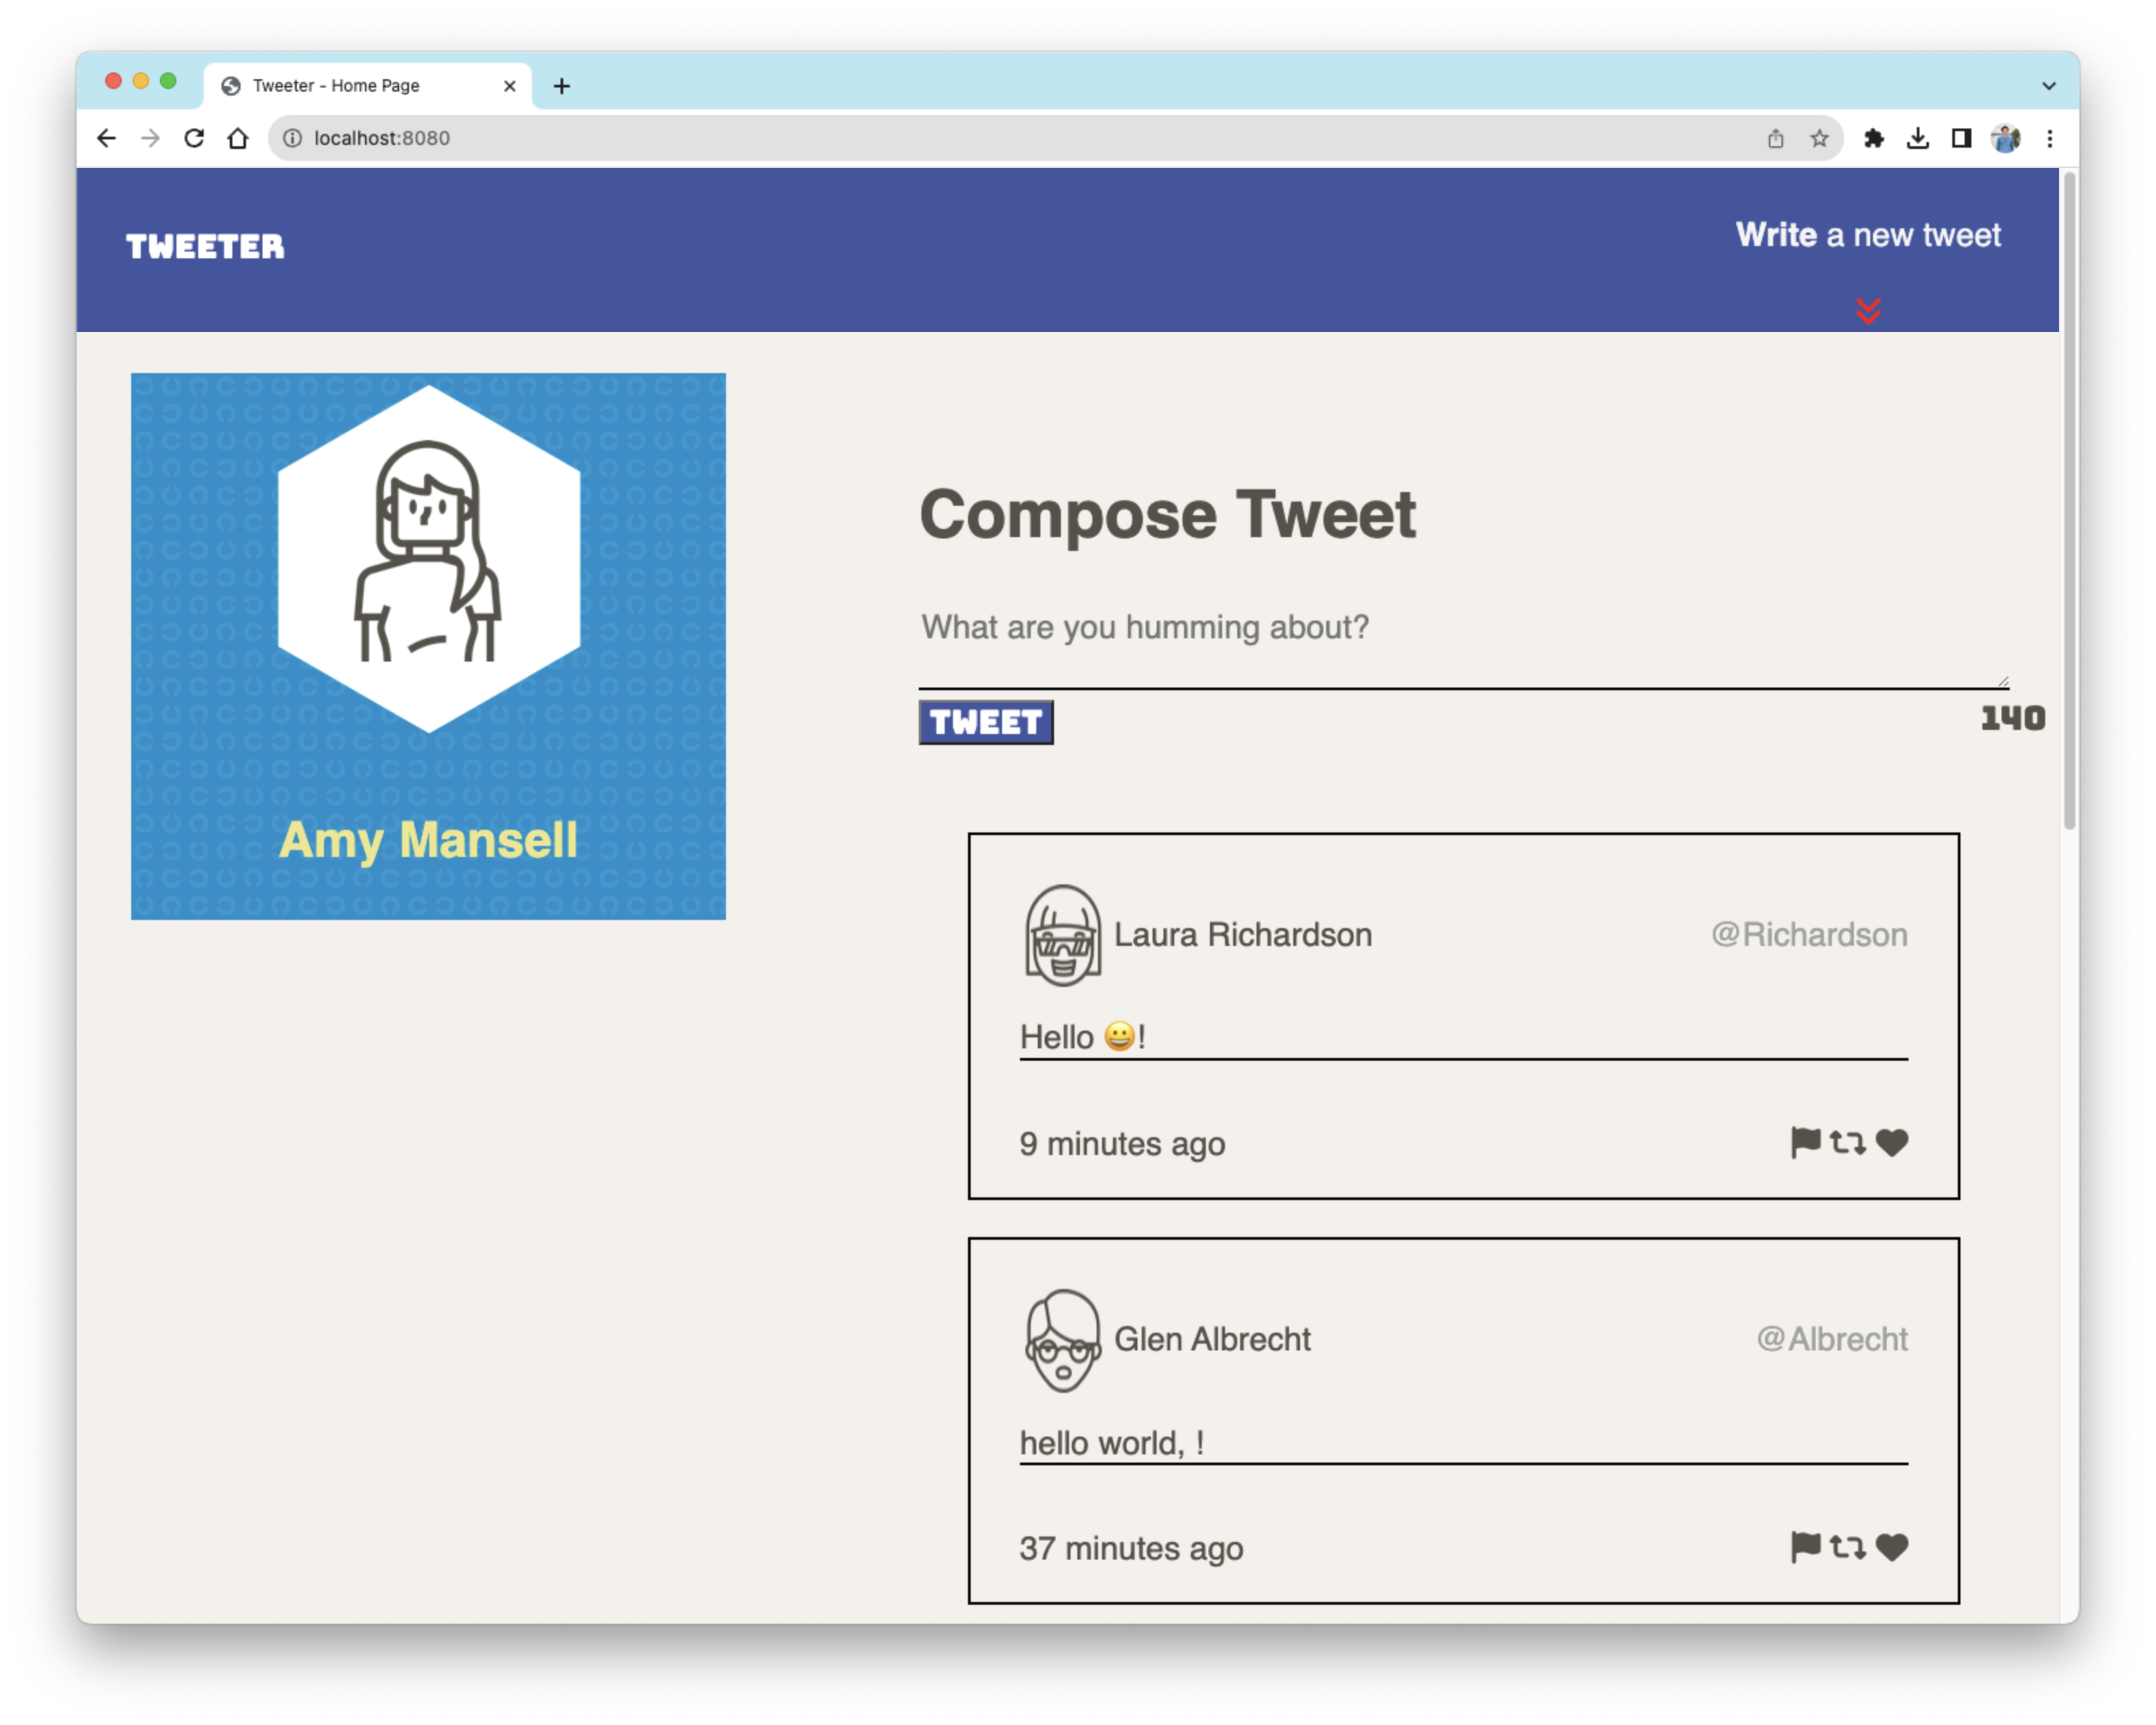 Tweeter - Home Page
localhost:8080
TWEETER
Write a new tweet
Amy Mansell
Compose Tweet
What are you humming about?
TWEET
140
Laura Richardson
@Richardson
Hello 😀!
9 minutes ago
Glen Albrecht
@Albrecht
hello world, !
37 minutes ago